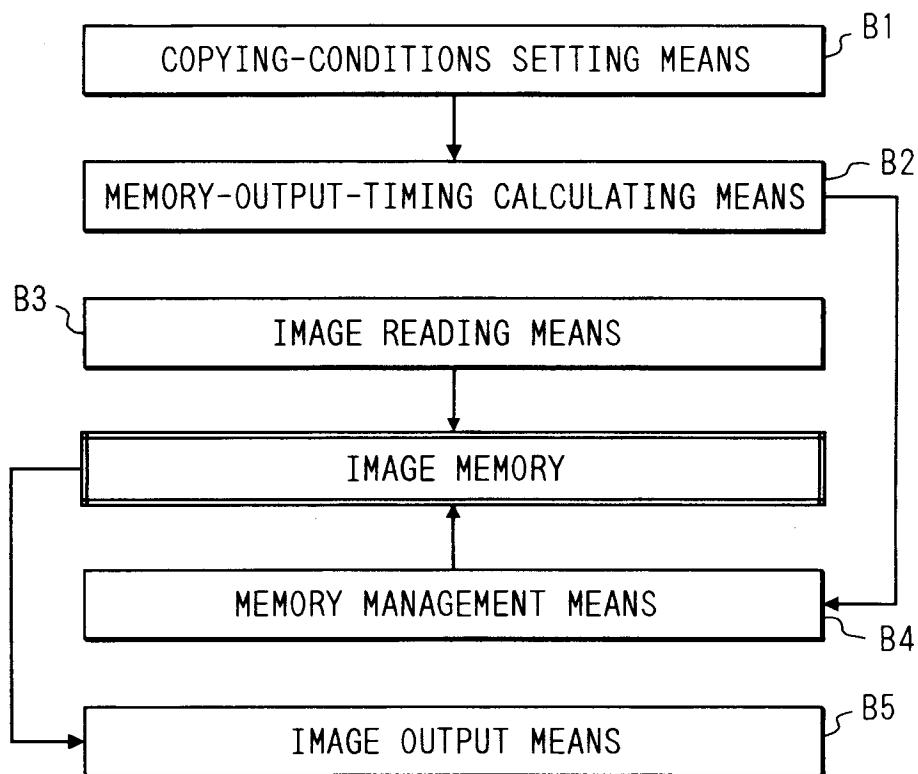 B1
COPYING-CONDITIONS SETTING MEANS
B2
MEMORY-OUTPUT-TIMING CALCULATING MEANS
B3
IMAGE READING MEANS
IMAGE MEMORY
MEMORY MANAGEMENT MEANS
B4
B5
IMAGE OUTPUT MEANS